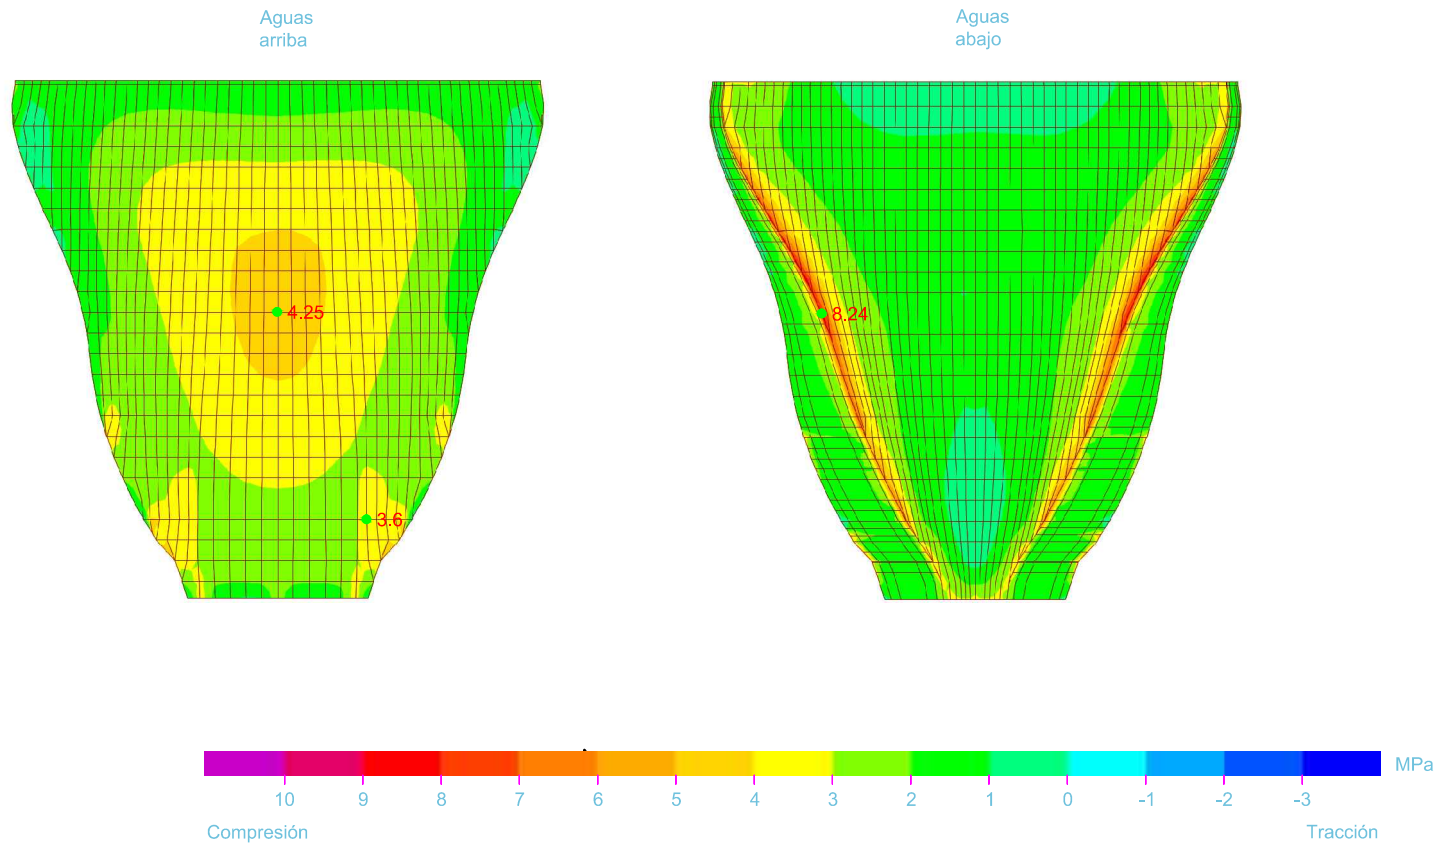 Aguas
arriba
Aguas
abajo
4.25
8.24
3.6
MPa
10 9 8 7 6 5 4 3 2 1 0 -1 -2 -3
Compresión
Tracción